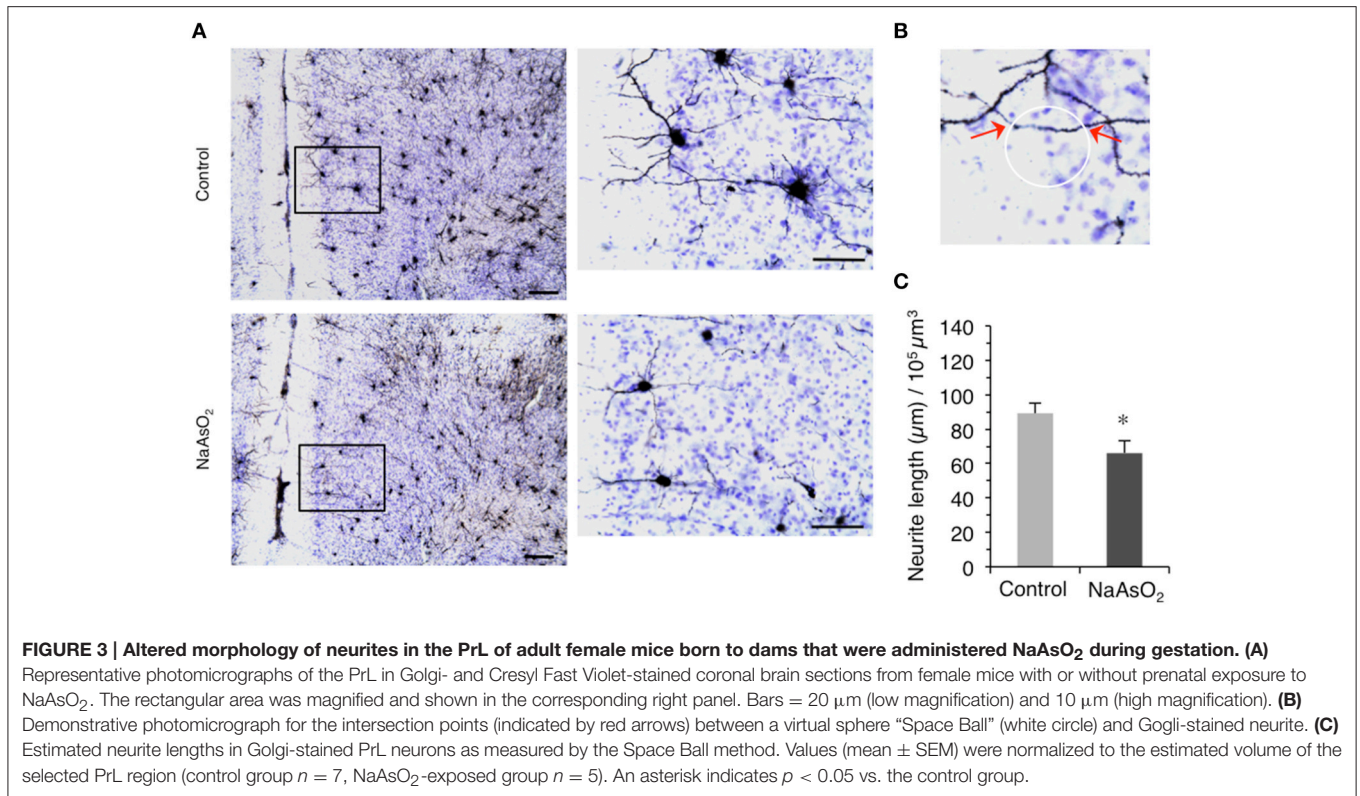 A
B
Control
NaAsO₂
C
Neurite length (µm) / 10⁵ µm³
140
120
100
80
60
40
20
0
*
Control NaAsO₂
FIGURE 3 | Altered morphology of neurites in the PrL of adult female mice born to dams that were administered NaAsO₂ during gestation. (A)
Representative photomicrographs of the PrL in Golgi- and Cresyl Fast Violet-stained coronal brain sections from female mice with or without prenatal exposure to
NaAsO₂. The rectangular area was magnified and shown in the corresponding right panel. Bars = 20 µm (low magnification) and 10 µm (high magnification). (B)
Demonstrative photomicrograph for the intersection points (indicated by red arrows) between a virtual sphere “Space Ball” (white circle) and Gogli-stained neurite. (C)
Estimated neurite lengths in Golgi-stained PrL neurons as measured by the Space Ball method. Values (mean ± SEM) were normalized to the estimated volume of the
selected PrL region (control group n = 7, NaAsO₂-exposed group n = 5). An asterisk indicates p < 0.05 vs. the control group.